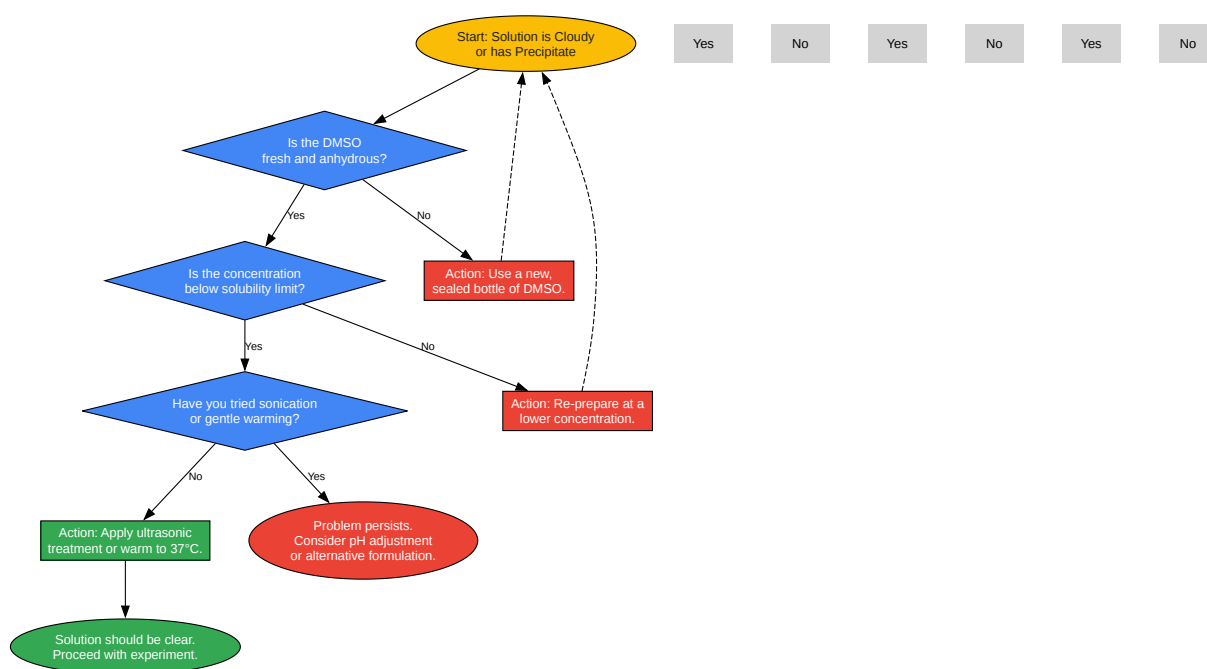 Start: Solution is Cloudy
or has Precipitate
Yes
No
Yes
No
Yes
No
Is the DMSO
fresh and anhydrous?
Yes
No
Is the concentration
below solubility limit?
Action: Use a new,
sealed bottle of DMSO.
Yes
No
Have you tried sonication
or gentle warming?
Action: Re-prepare at a
lower concentration.
No
Yes
Action: Apply ultrasonic
treatment or warm to 37°C.
Problem persists.
Consider pH adjustment
or alternative formulation.
Solution should be clear.
Proceed with experiment.